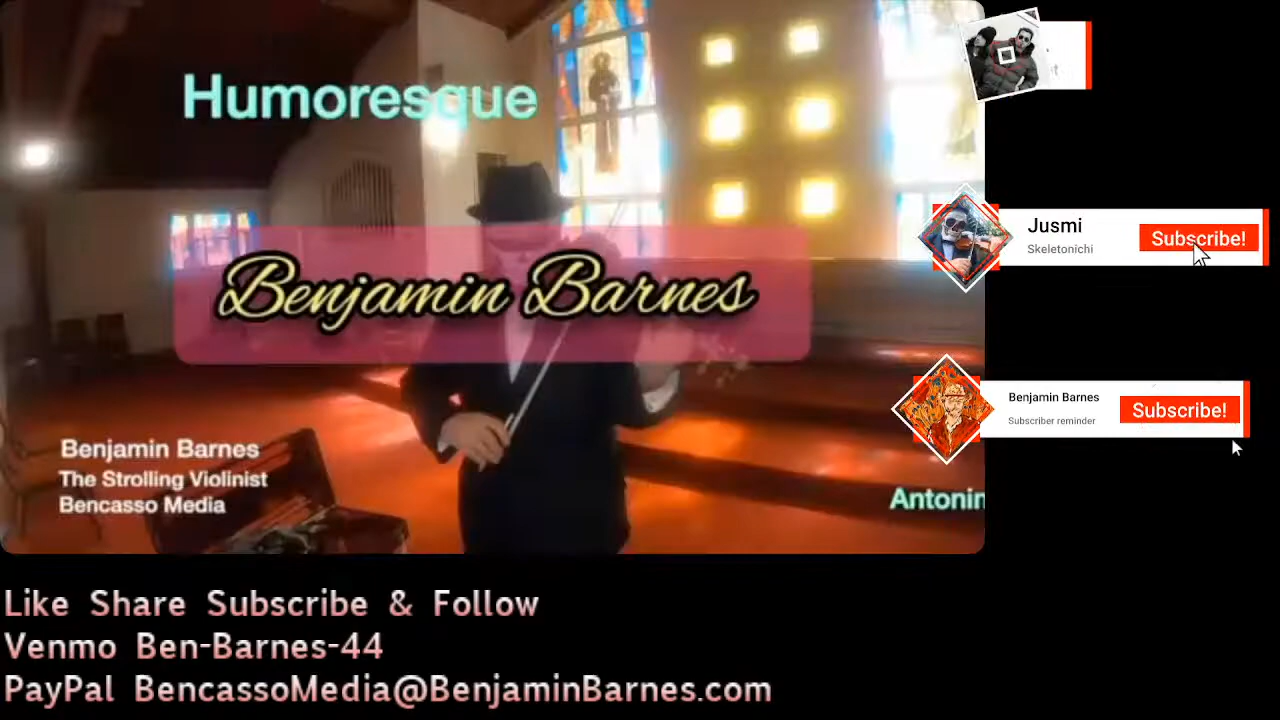 Humoresque
Benjamin Barnes
Benjamin Barnes
The Strolling Violinist
Bencasso Media
Antonin
Jusmi
Skeletonichi
Subscribe!
Benjamin Barnes
Subscriber reminder
Subscribe!
Like Share Subscribe & Follow
Venmo Ben-Barnes-44
PayPal BencassoMedia@BenjaminBarnes.com